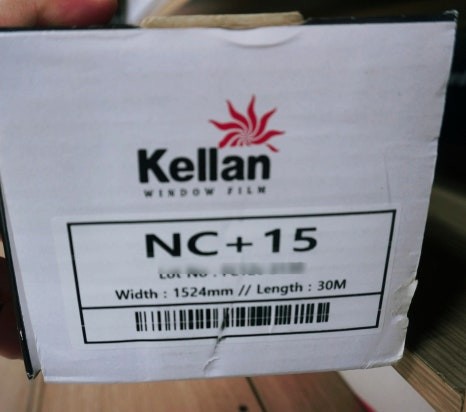 Kellan
WINDOW FILM
NC+15
Lot No :
Width : 1524mm // Length : 30M